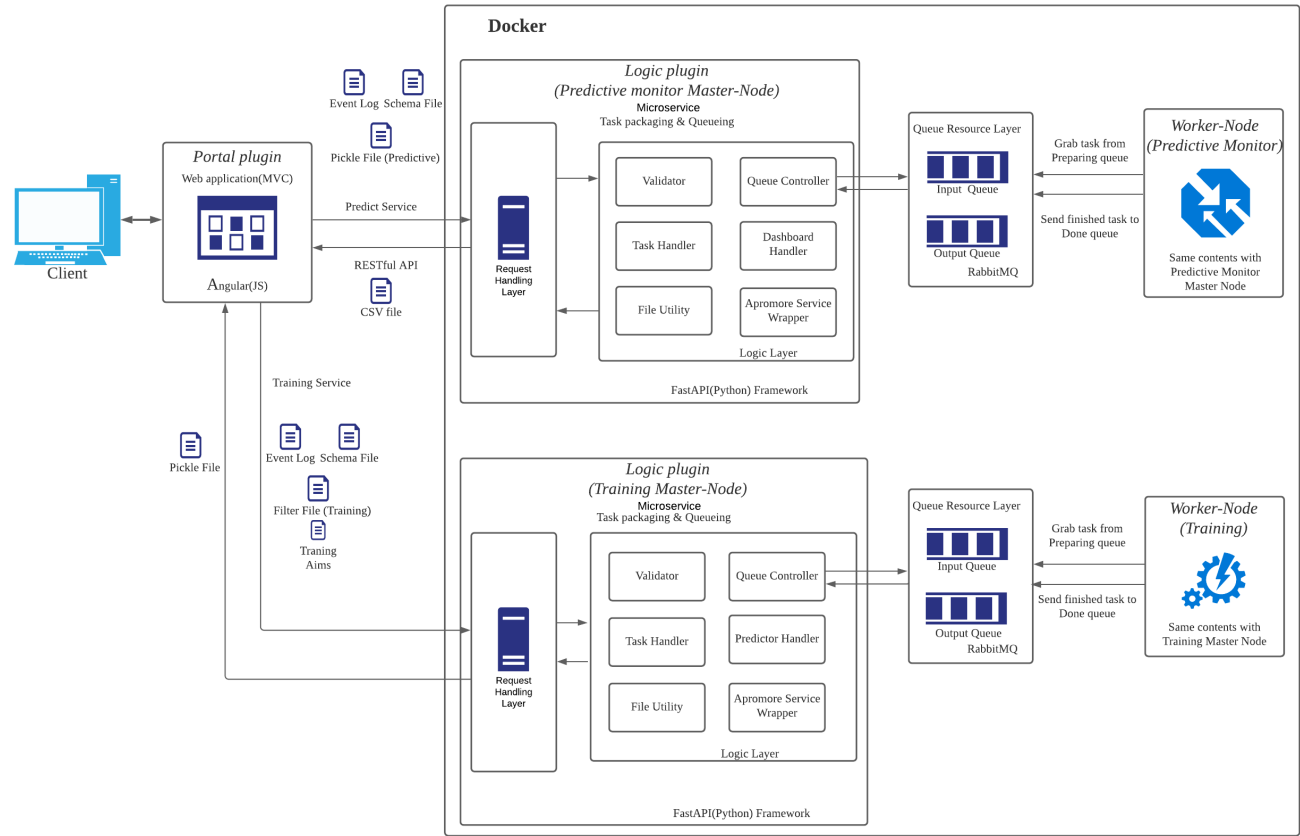 Docker
Logic plugin
(Predictive monitor Master-Node)
Microservice
Task packaging & Queueing
Event Log Schema File
Pickle File (Predictive)
Portal plugin
Web application(MVC)
Angular(JS)
Client
Predict Service
RESTful API
CSV file
Request
Handling
Layer
Validator
Queue Controller
Task Handler
Dashboard
Handler
File Utility
Apromore Service
Wrapper
Logic Layer
FastAPI(Python) Framework
Queue Resource Layer
Input Queue
Output Queue
RabbitMQ
Grab task from
Preparing queue
Send finished task to
Done queue
Worker-Node
(Predictive Monitor)
Same contents with
Predictive Monitor
Master Node
Training Service
Pickle File
Event Log Schema File
Filter File (Training)
Traning
Aims
Logic plugin
(Training Master-Node)
Microservice
Task packaging & Queueing
Request
Handling
Layer
Validator
Queue Controller
Task Handler
Predictor Handler
File Utility
Apromore Service
Wrapper
Logic Layer
FastAPI(Python) Framework
Queue Resource Layer
Input Queue
Output Queue
RabbitMQ
Grab task from
Preparing queue
Send finished task to
Done queue
Worker-Node
(Training)
Same contents with
Training Master Node